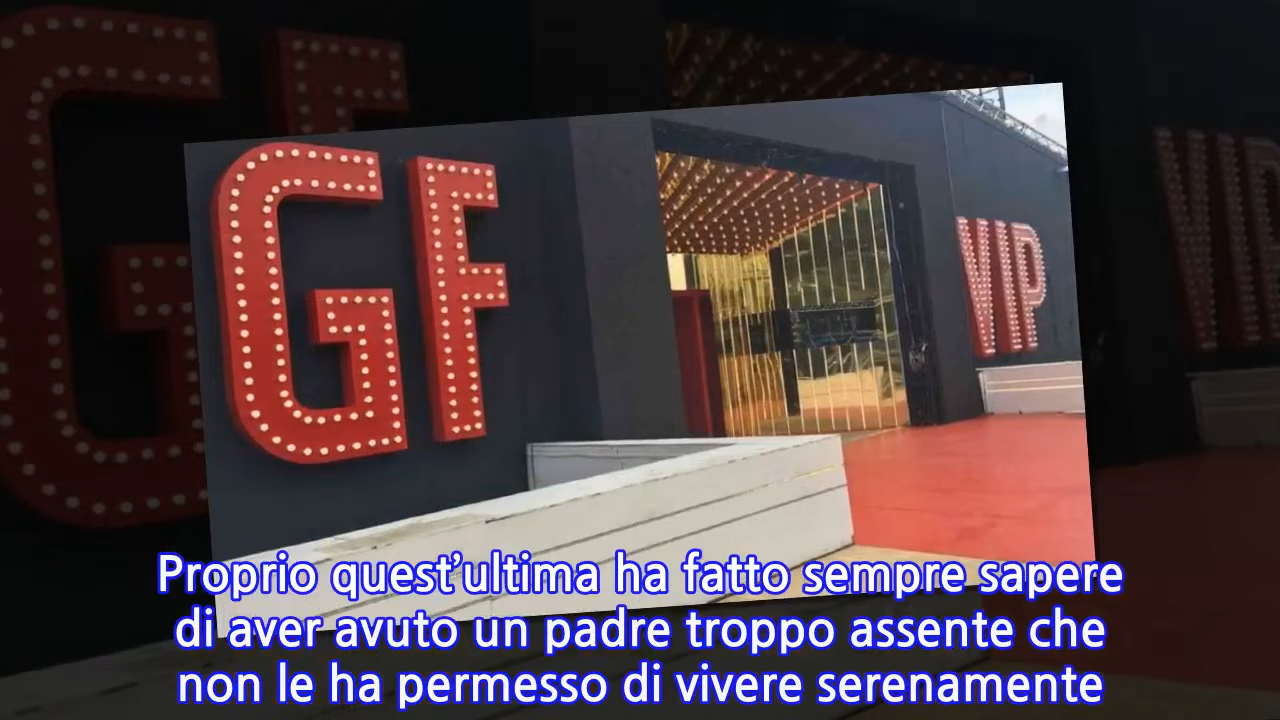 GF
VIP
Proprio quest'ultima ha fatto sempre sapere
di aver avuto un padre troppo assente che
non le ha permesso di vivere serenamente